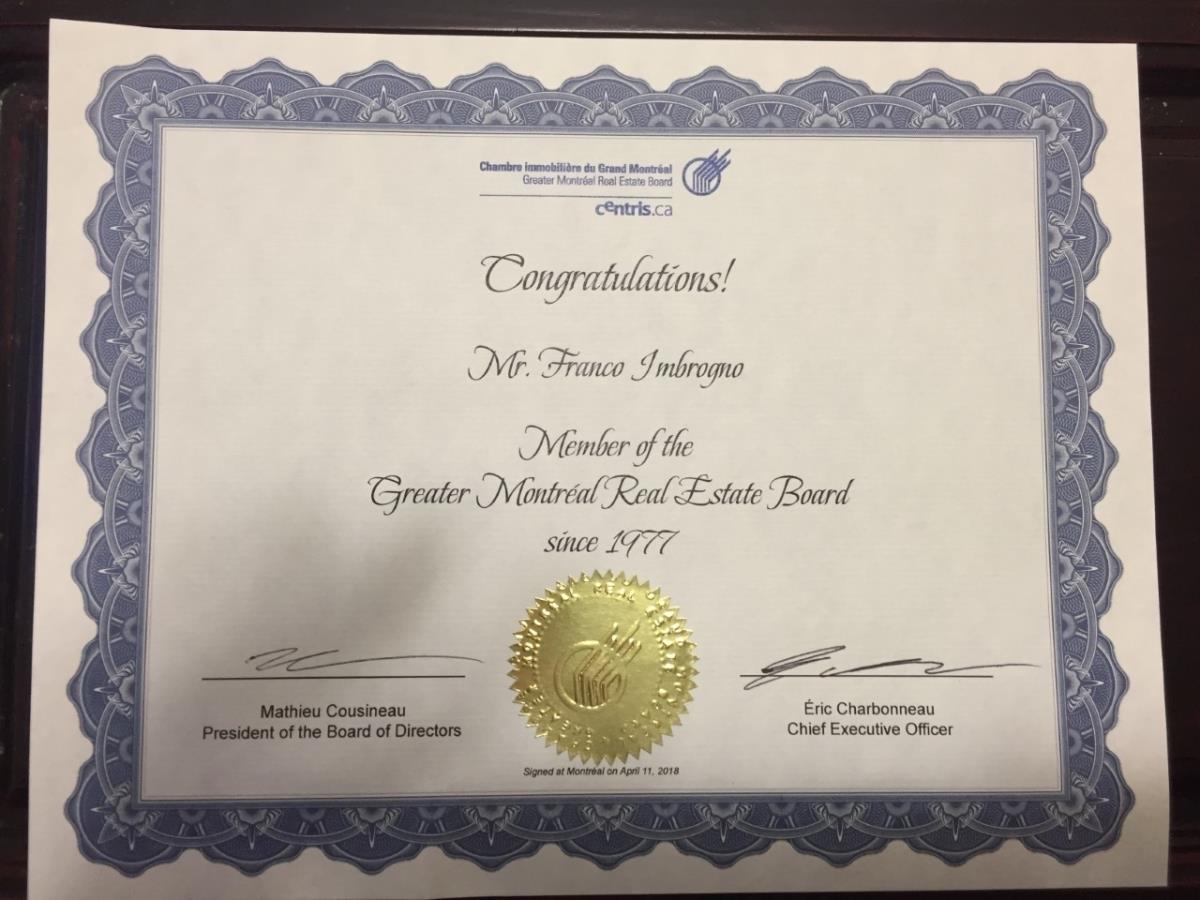 Chambre immobilière du Grand Montréal
Greater Montréal Real Estate Board
centris.ca
Congratulations!
Mr. Franco Imbrogno
Member of the
Greater Montréal Real Estate Board
since 1977
Mathieu Cousineau
President of the Board of Directors
Éric Charbonneau
Chief Executive Officer
Signed at Montréal on April 11, 2018